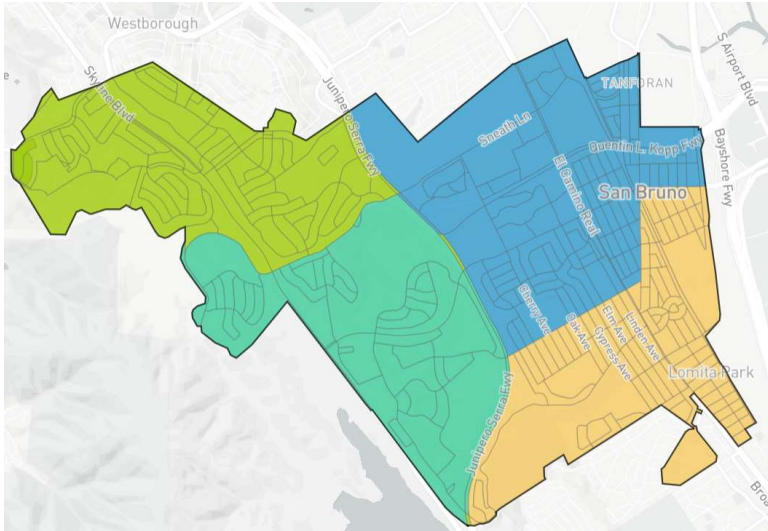 Westborough
Skyline Blvd
Junipero Serra Fwy
Sneath Ln
TANFORAN
S Airport Blvd
Quentin L. Kopp Fwy
Bayshore Fwy
El Camino Real
San Bruno
Cherry Ave
Oak Ave
Elm Ave
Cypress Ave
Linden Ave
Lomita Park
Junipero Serra Fwy